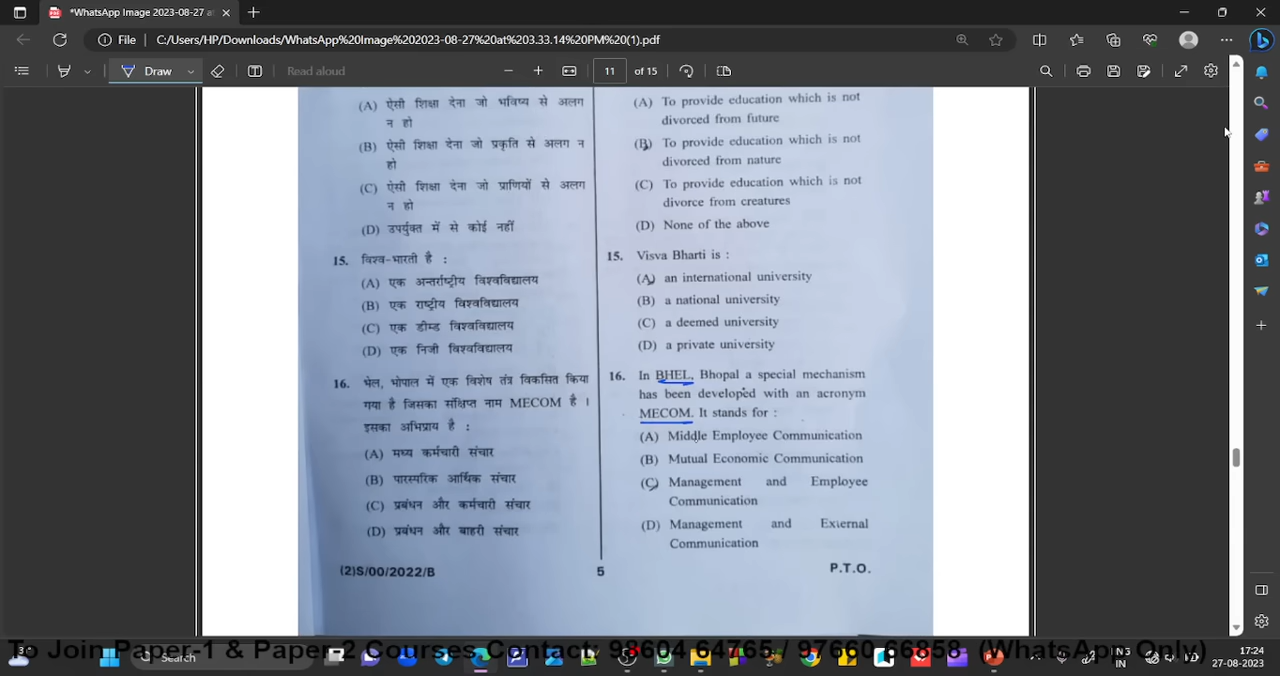 *WhatsApp Image 2023-08-27 at
File
C:/Users/HP/Downloads/WhatsApp%20Image%202023-08-27%20at%203.33.14%20PM%20(1).pdf
Draw
Read aloud
11 of 15
(A) ऐसी शिक्षा देना जो भविष्य से अलग
न हो
(B) ऐसी शिक्षा देना जो प्रकृति से अलग न
हो
(C) ऐसी शिक्षा देना जो प्राणियों से अलग
न हो
(D) उपर्युक्त में से कोई नहीं
15. विश्व-भारती है :
(A) एक अन्तर्राष्ट्रीय विश्वविद्यालय
(B) एक राष्ट्रीय विश्वविद्यालय
(C) एक डीम्ड विश्वविद्यालय
(D) एक निजी विश्वविद्यालय
16. भेल, भोपाल में एक विशेष तंत्र विकसित किया
गया है जिसका संक्षिप्त नाम MECOM है ।
इसका अभिप्राय है :
(A) मध्य कर्मचारी संचार
(B) पारस्परिक आर्थिक संचार
(C) प्रबंधन और कर्मचारी संचार
(D) प्रबंधन और बाहरी संचार
(2)S/00/2022/B
(A) To provide education which is not
divorced from future
(B) To provide education which is not
divorced from nature
(C) To provide education which is not
divorce from creatures
(D) None of the above
15. Visva Bharti is :
(A) an international university
(B) a national university
(C) a deemed university
(D) a private university
16. In BHEL, Bhopal a special mechanism
has been developed with an acronym
MECOM. It stands for :
(A) Middle Employee Communication
(B) Mutual Economic Communication
(C) Management and Employee
Communication
(D) Management and External
Communication
5
P.T.O.
To Join Paper-1 & Paper-2 Courses Contact: 98604 64765 / 97660 66858 (WhatsApp Only)
Search
ENG
IN
17:24
27-08-2023